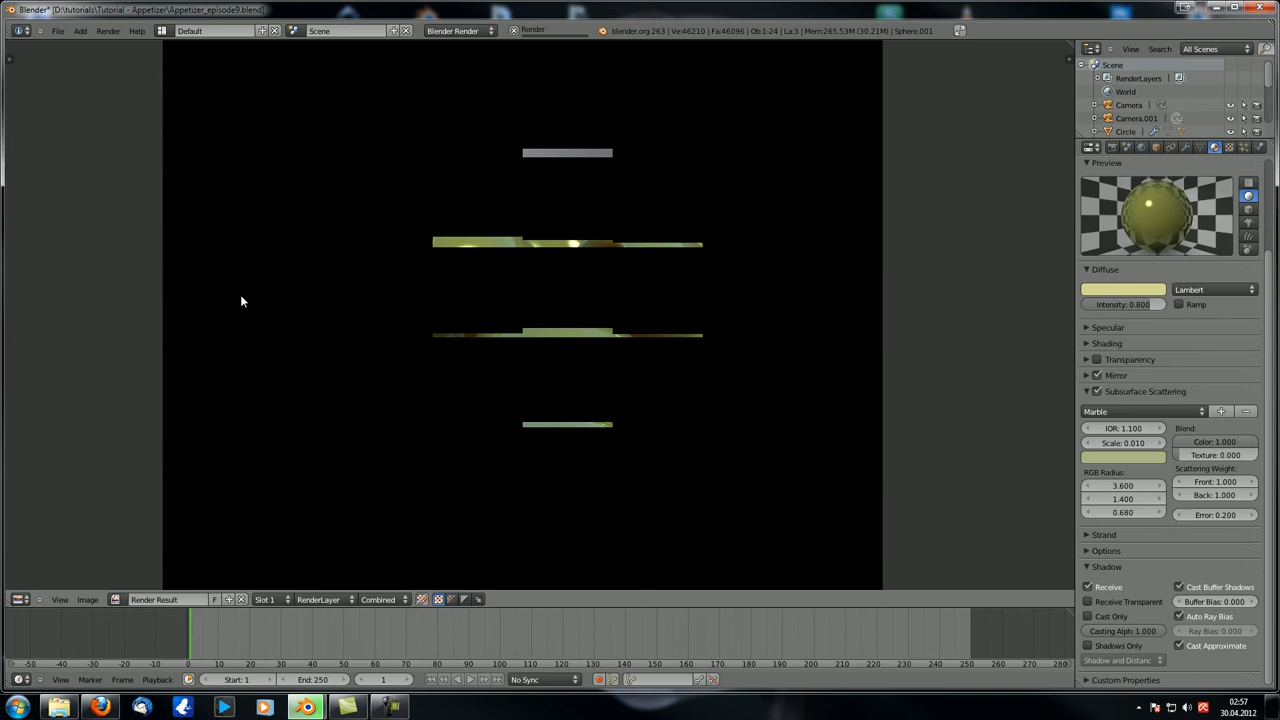 Blender* [D:\tutorials\Tutorial - Appetizer\Appetizer_episode9.blend]
File Add Render Help Default Scene Blender Render Render blender.org 263 | Ve:46210 | Fa:46096 | Ob:1-24 | La:3 | Mem:265.53M (30.21M) | Sphere.001
View Search All Scenes
Scene
RenderLayers
World
Camera
Camera.001
Circle
Preview
Diffuse
Lambert
Intensity: 0.800 Ramp
Specular
Shading
Transparency
Mirror
Subsurface Scattering
Marble
IOR: 1.100 Blend:
Scale: 0.010 Color: 1.000
Texture: 0.000
RGB Radius: Scattering Weight:
3.600 Front: 1.000
1.400 Back: 1.000
0.680 Error: 0.200
Strand
Options
Shadow
Receive Cast Buffer Shadows
Receive Transparent Buffer Bias: 0.000
Cast Only Auto Ray Bias
Casting Alph: 1.000 Ray Bias: 0.000
Shadows Only Cast Approximate
Shadow and Distanc
Custom Properties
View Image Render Result F Slot 1 RenderLayer Combined
-50 -40 -30 -20 -10 0 10 20 30 40 50 60 70 80 90 100 110 120 130 140 150 160 170 180 190 200 210 220 230 240 250 260 270 280
View Marker Frame Playback Start: 1 End: 250 1 No Sync
02:57
30.04.2012